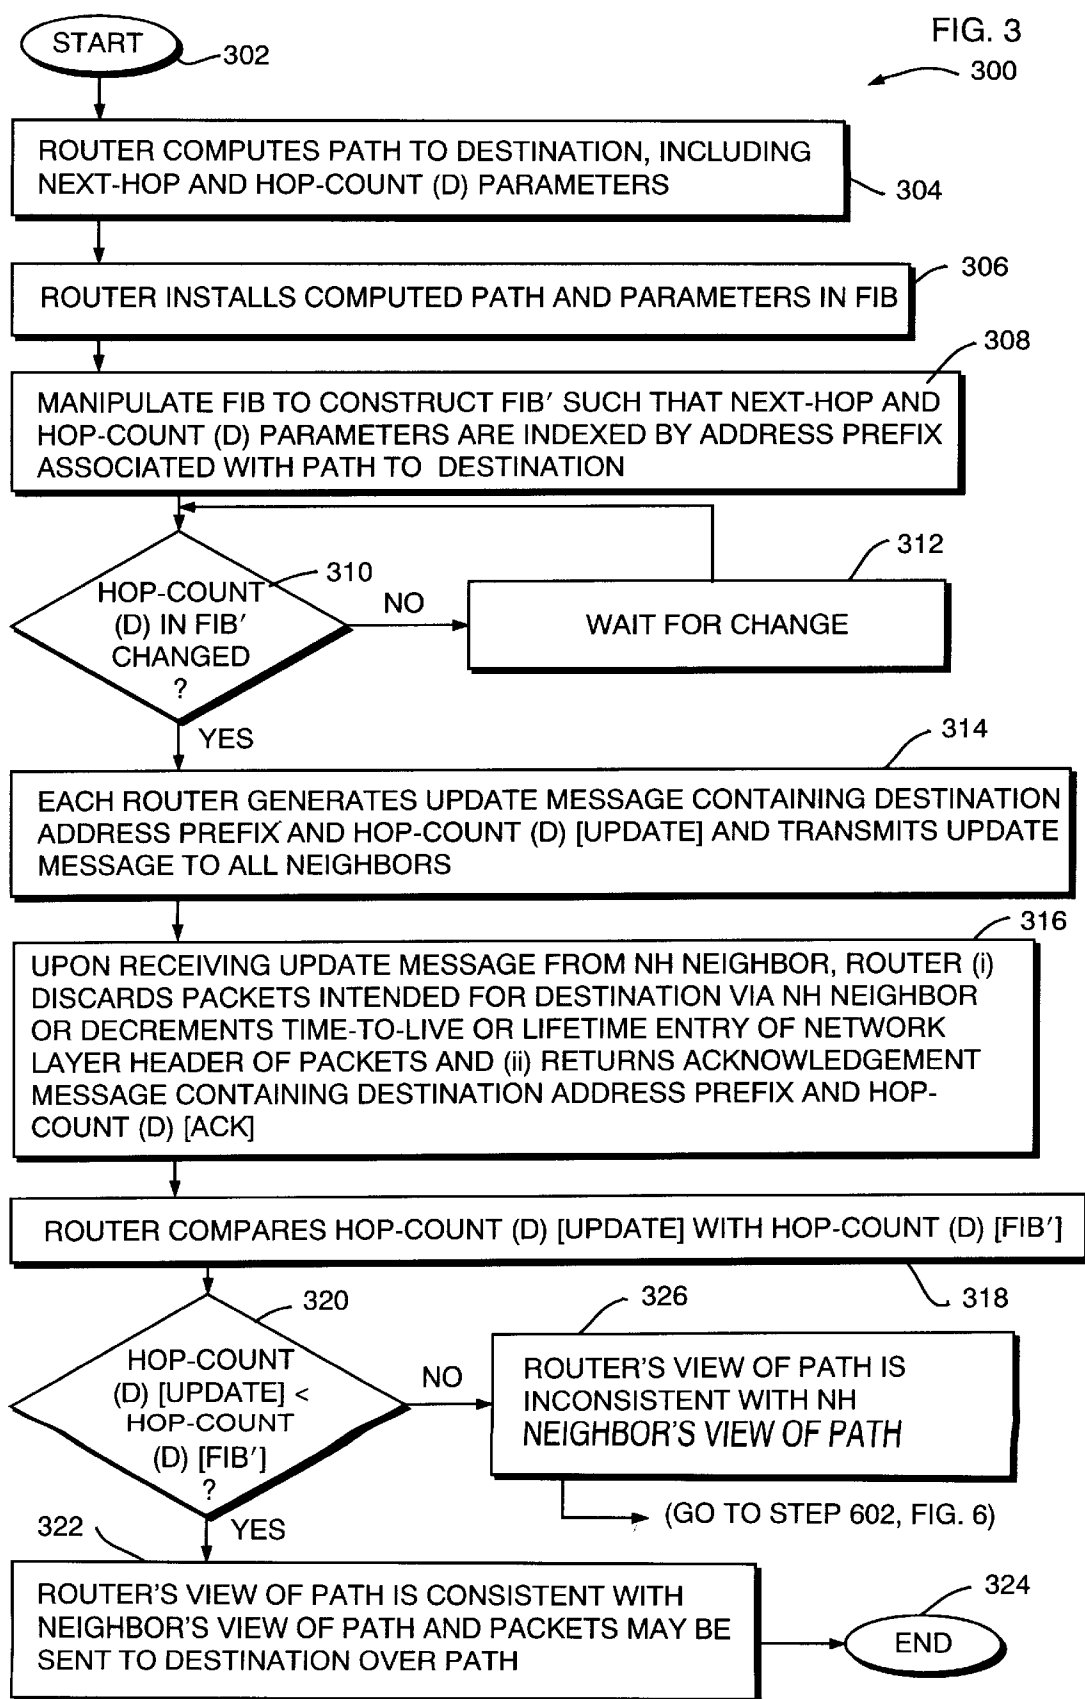 FIG. 3
300
START
302
ROUTER COMPUTES PATH TO DESTINATION, INCLUDING
NEXT-HOP AND HOP-COUNT (D) PARAMETERS
304
306
ROUTER INSTALLS COMPUTED PATH AND PARAMETERS IN FIB
308
MANIPULATE FIB TO CONSTRUCT FIB' SUCH THAT NEXT-HOP AND
HOP-COUNT (D) PARAMETERS ARE INDEXED BY ADDRESS PREFIX
ASSOCIATED WITH PATH TO DESTINATION
310
HOP-COUNT
(D) IN FIB'
CHANGED
?
NO
312
WAIT FOR CHANGE
YES
314
EACH ROUTER GENERATES UPDATE MESSAGE CONTAINING DESTINATION
ADDRESS PREFIX AND HOP-COUNT (D) [UPDATE] AND TRANSMITS UPDATE
MESSAGE TO ALL NEIGHBORS
316
UPON RECEIVING UPDATE MESSAGE FROM NH NEIGHBOR, ROUTER (i)
DISCARDS PACKETS INTENDED FOR DESTINATION VIA NH NEIGHBOR
OR DECREMENTS TIME-TO-LIVE OR LIFETIME ENTRY OF NETWORK
LAYER HEADER OF PACKETS AND (ii) RETURNS ACKNOWLEDGEMENT
MESSAGE CONTAINING DESTINATION ADDRESS PREFIX AND HOP-
COUNT (D) [ACK]
ROUTER COMPARES HOP-COUNT (D) [UPDATE] WITH HOP-COUNT (D) [FIB']
318
320
HOP-COUNT
(D) [UPDATE] <
HOP-COUNT
(D) [FIB']
?
NO
326
ROUTER'S VIEW OF PATH IS
INCONSISTENT WITH NH
NEIGHBOR'S VIEW OF PATH
(GO TO STEP 602, FIG. 6)
YES
322
ROUTER'S VIEW OF PATH IS CONSISTENT WITH
NEIGHBOR'S VIEW OF PATH AND PACKETS MAY BE
SENT TO DESTINATION OVER PATH
324
END